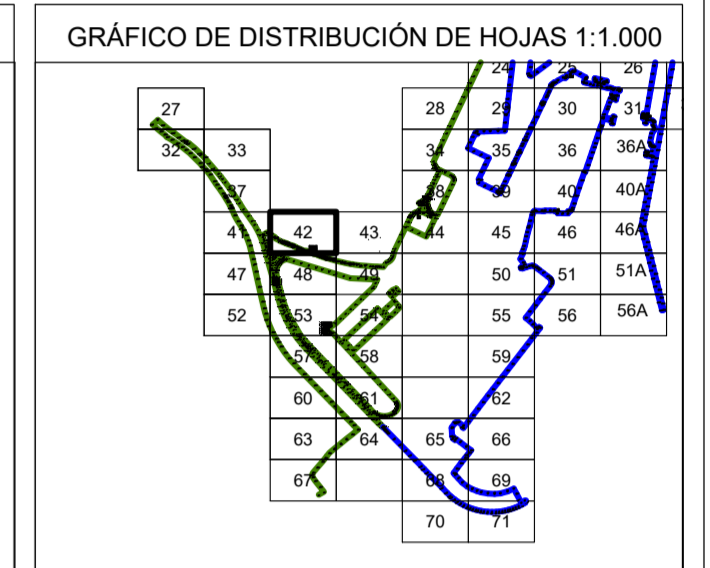 GRÁFICO DE DISTRIBUCIÓN DE HOJAS 1:1.000
24 25 26
27 28 29 30 31
32 33 34 35 36 36A
37 38 39 40 40A
41 42 43 44 45 46 46A
47 48 49 50 51 51A
52 53 54 55 56 56A
57 58 59
60 61 62
63 64 65 66
67 68 69
70 71